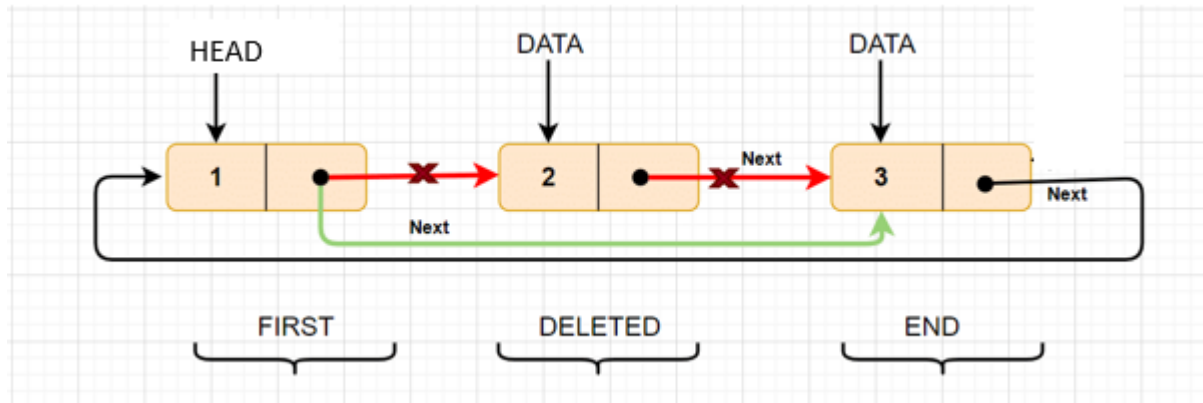 HEAD
DATA
DATA
1
2
Next
3
Next
Next
FIRST
DELETED
END